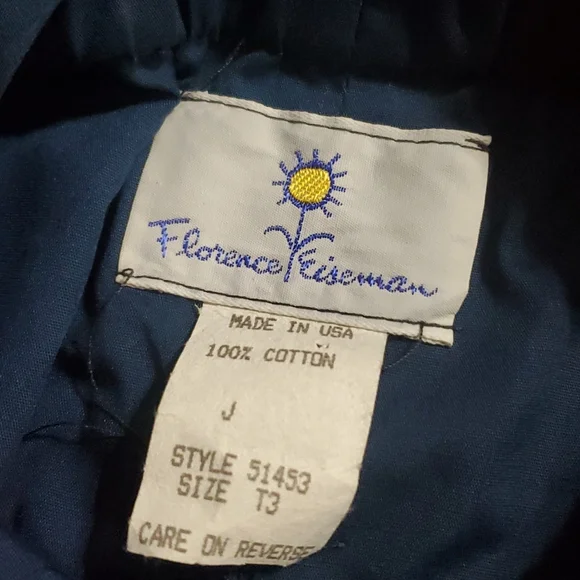 Florence Eiseman
MADE IN USA
100% COTTON
J
STYLE 51453
SIZE T3
CARE ON REVERSE